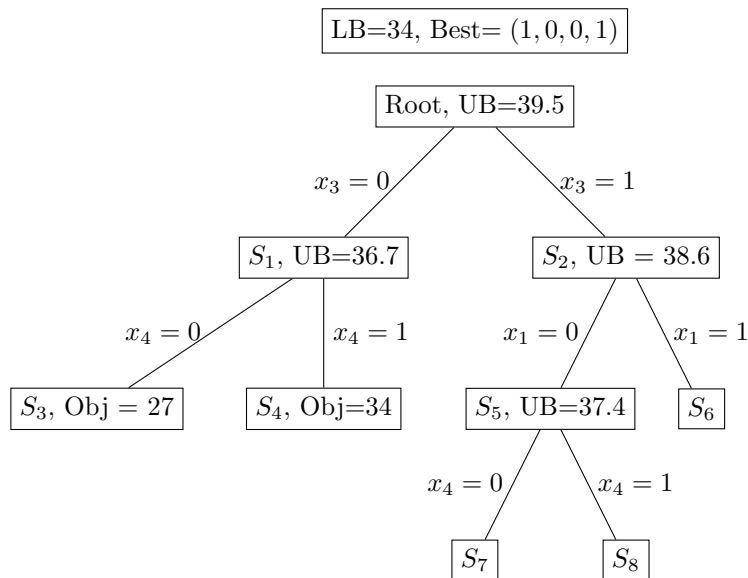 LB=34, Best= (1, 0, 0, 1)
Root, UB=39.5
x₃ = 0
x₃ = 1
S₁, UB=36.7
S₂, UB = 38.6
x₄ = 0
x₄ = 1
x₁ = 0
x₁ = 1
S₃, Obj = 27
S₄, Obj=34
S₅, UB=37.4
S₆
x₄ = 0
x₄ = 1
S₇
S₈